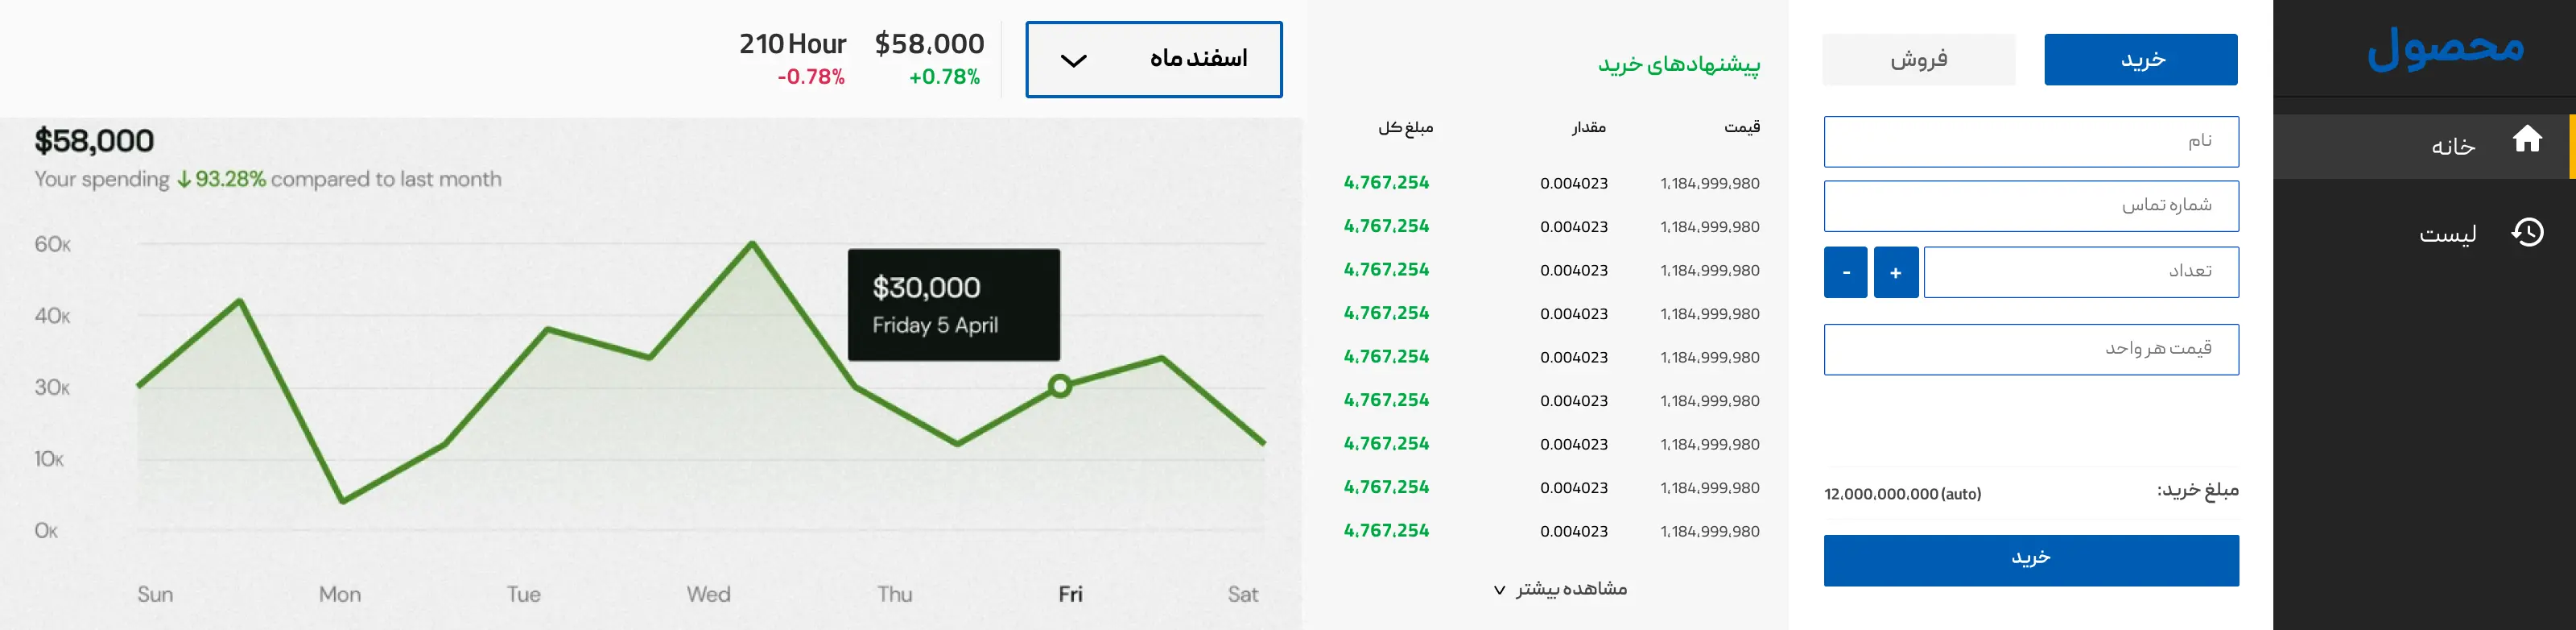 محصول
خانه
لیست
خرید
فروش
نام
شماره تماس
تعداد
+
-
قیمت هر واحد
مبلغ خرید:
12،000،000،000 (auto)
خرید
پیشنهادهای خرید
قیمت مقدار مبلغ کل
1,184,999,980 0.004023 4،767،254
1,184,999,980 0.004023 4،767،254
1,184,999,980 0.004023 4،767،254
1,184,999,980 0.004023 4،767،254
1,184,999,980 0.004023 4،767،254
1,184,999,980 0.004023 4،767،254
1,184,999,980 0.004023 4،767،254
1,184,999,980 0.004023 4،767،254
1,184,999,980 0.004023 4،767،254
مشاهده بیشتر
اسفند ماه
210 Hour
-0.78%
$58،000
+0.78%
$58,000
Your spending ↓ 93.28% compared to last month
60K
40K
30K
10K
0K
$30,000
Friday 5 April
Sun Mon Tue Wed Thu Fri Sat